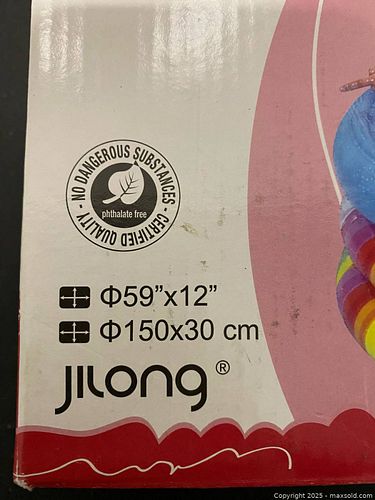 NO DANGEROUS SUBSTANCES - CERTIFIED QUALITY -
phthalate free
Φ59”x12”
Φ150x30 cm
JILONG®
© Copyright 2025 - maxsold.com